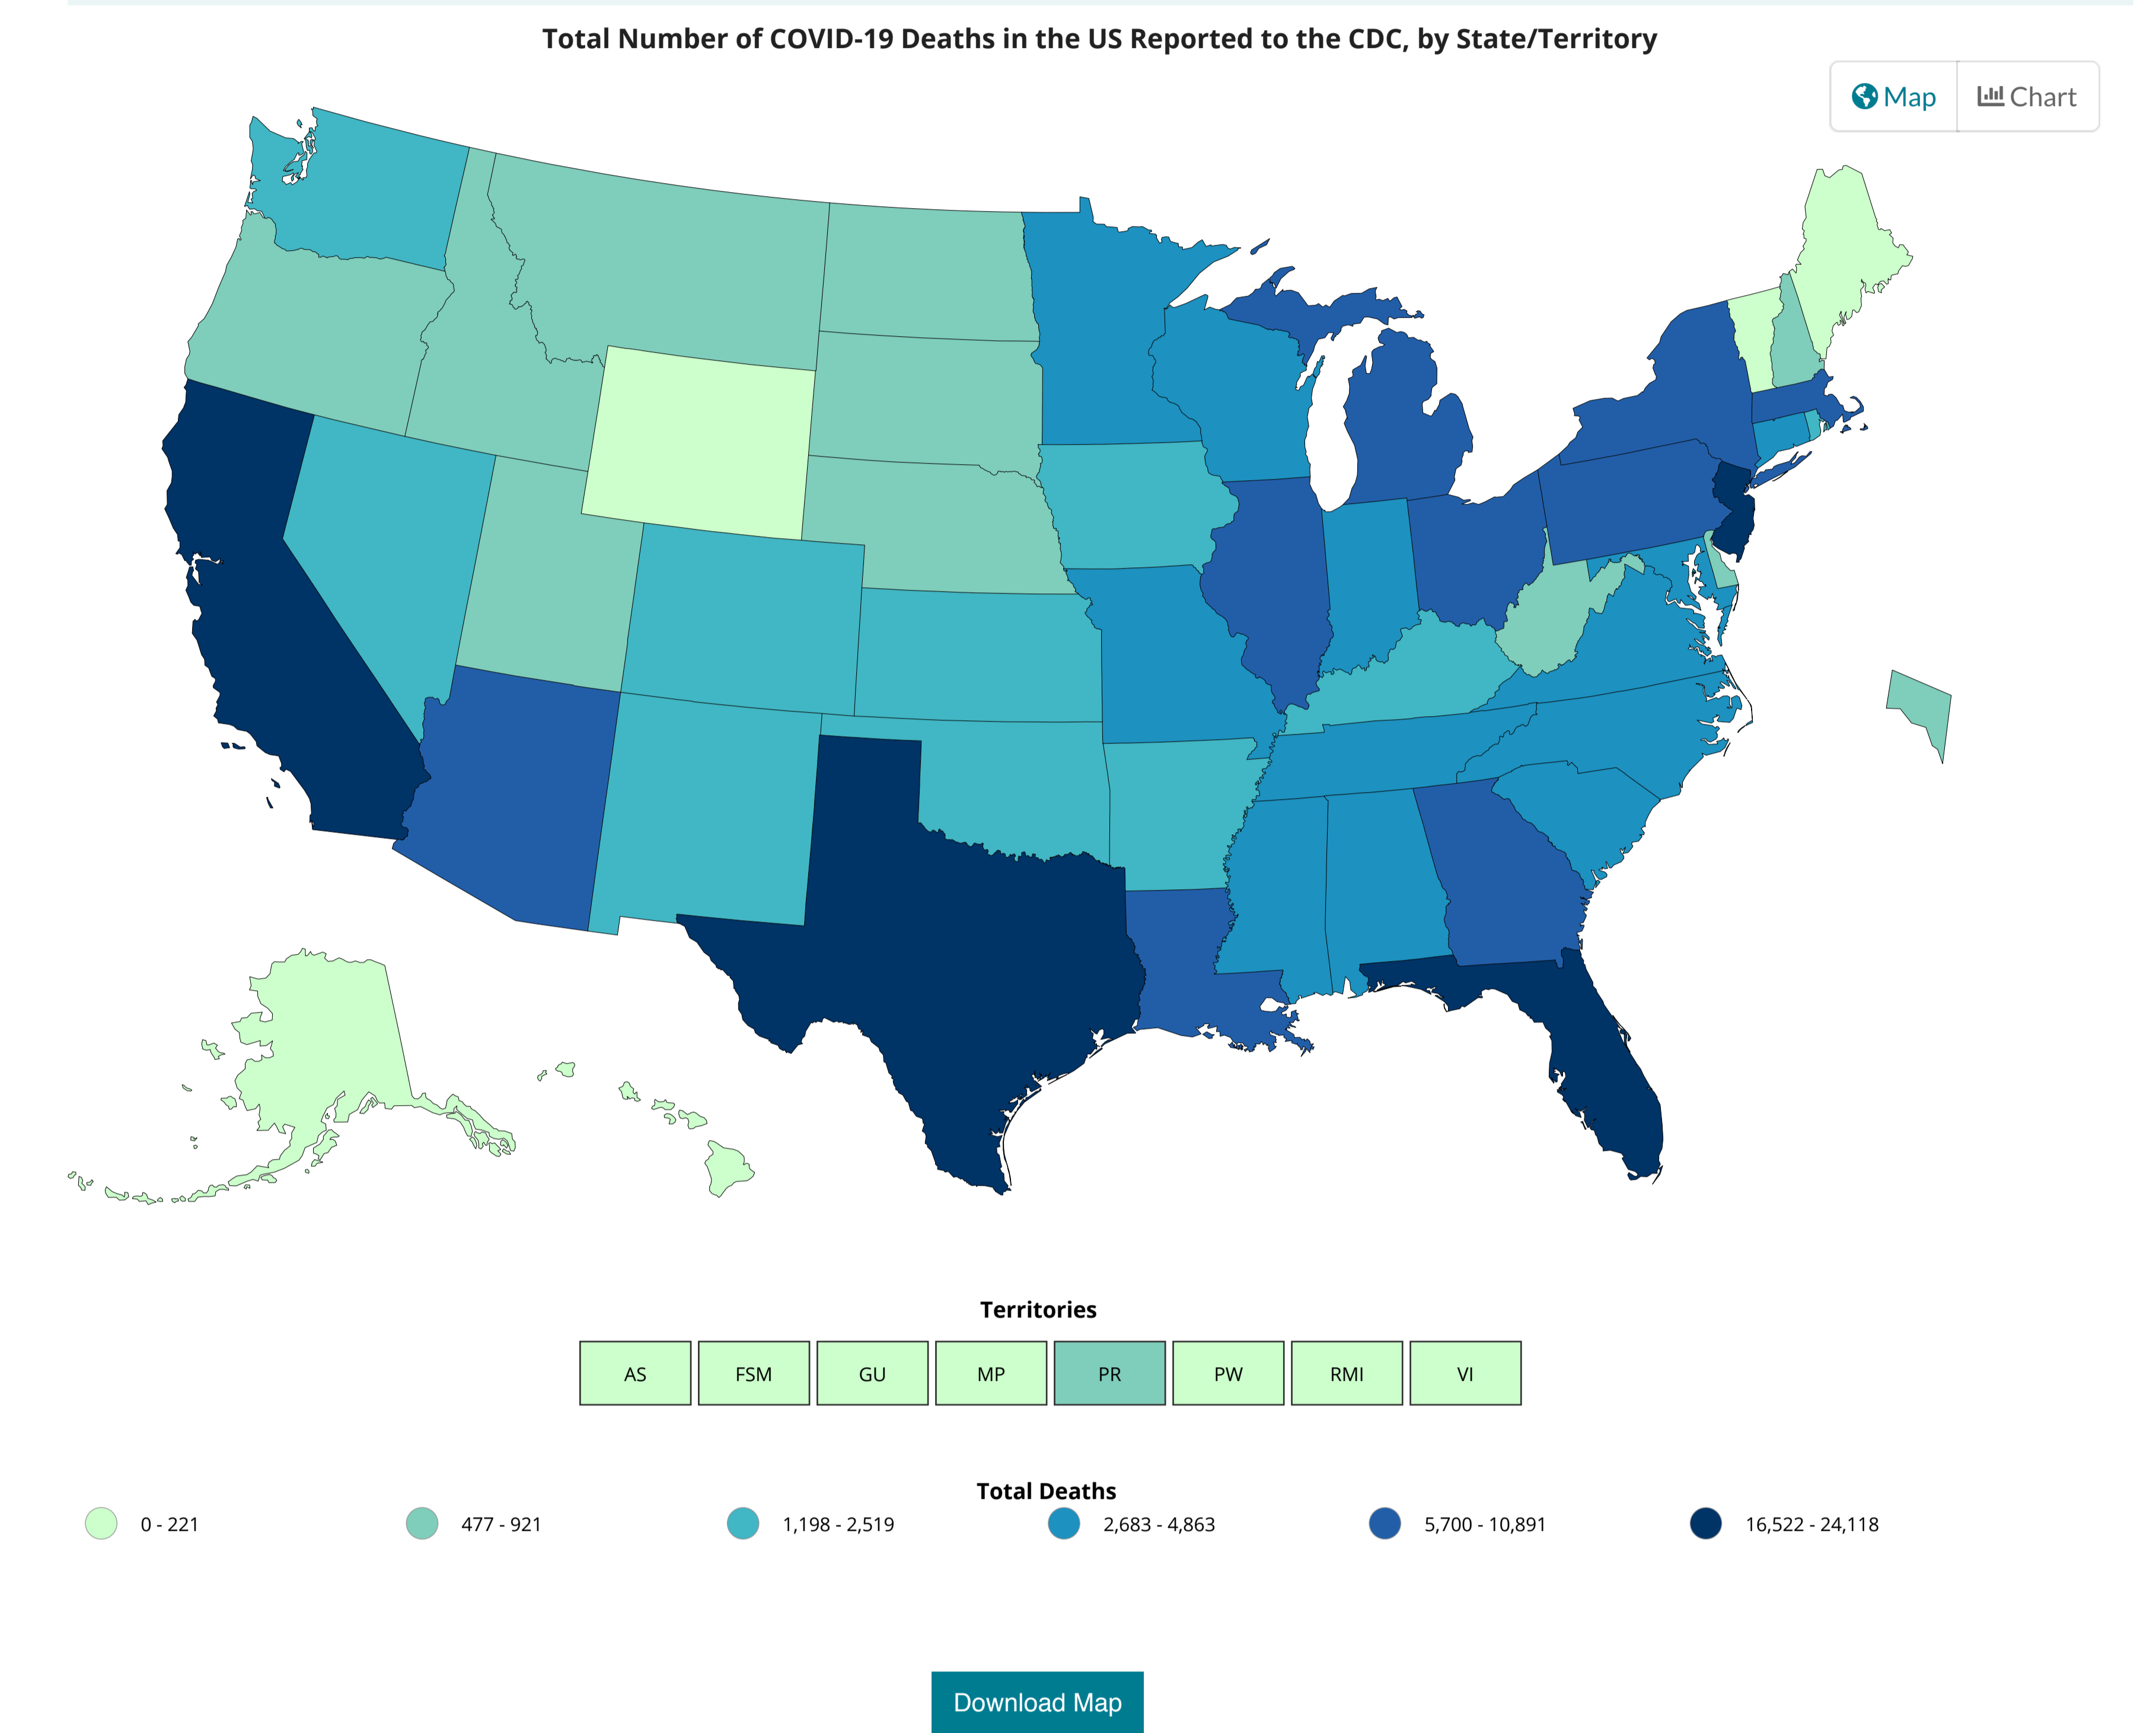 Total Number of COVID-19 Deaths in the US Reported to the CDC, by State/Territory
Map
Chart
Territories
AS FSM GU MP PR PW RMI VI
Total Deaths
0 - 221 477 - 921 1,198 - 2,519 2,683 - 4,863 5,700 - 10,891 16,522 - 24,118
Download Map